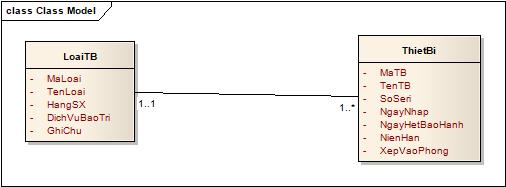 class Class Model
LoaiTB
- MaLoai
- TenLoai
- HangSX
- DichVuBaoTri
- GhiChu
1..1
1..*
ThietBi
- MaTB
- TenTB
- SoSeri
- NgayNhap
- NgayHetBaoHanh
- NienHan
- XepVaoPhong